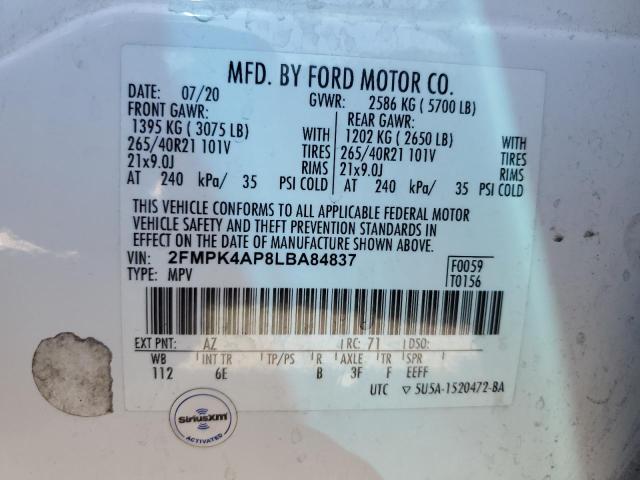 MFD. BY FORD MOTOR CO.
DATE: 07/20 GVWR: 2586 KG ( 5700 LB)
FRONT GAWR: REAR GAWR:
1395 KG ( 3075 LB) WITH 1202 KG ( 2650 LB) WITH
265/40R21 101V TIRES 265/40R21 101V TIRES
21x9.0J RIMS 21x9.0J RIMS
AT 240 kPa/ 35 PSI COLD AT 240 kPa/ 35 PSI COLD
THIS VEHICLE CONFORMS TO ALL APPLICABLE FEDERAL MOTOR
VEHICLE SAFETY AND THEFT PREVENTION STANDARDS IN
EFFECT ON THE DATE OF MANUFACTURE SHOWN ABOVE.
VIN: 2FMPK4AP8LBA84837 F0059
TYPE: MPV T0156
EXT PNT: AZ RC: 71 DSO:
WB INT TR TP/PS R AXLE TR SPR
112 6E B 3F F EEFF
UTC 5U5A-1520472-BA
SiriusXM
ACTIVATED